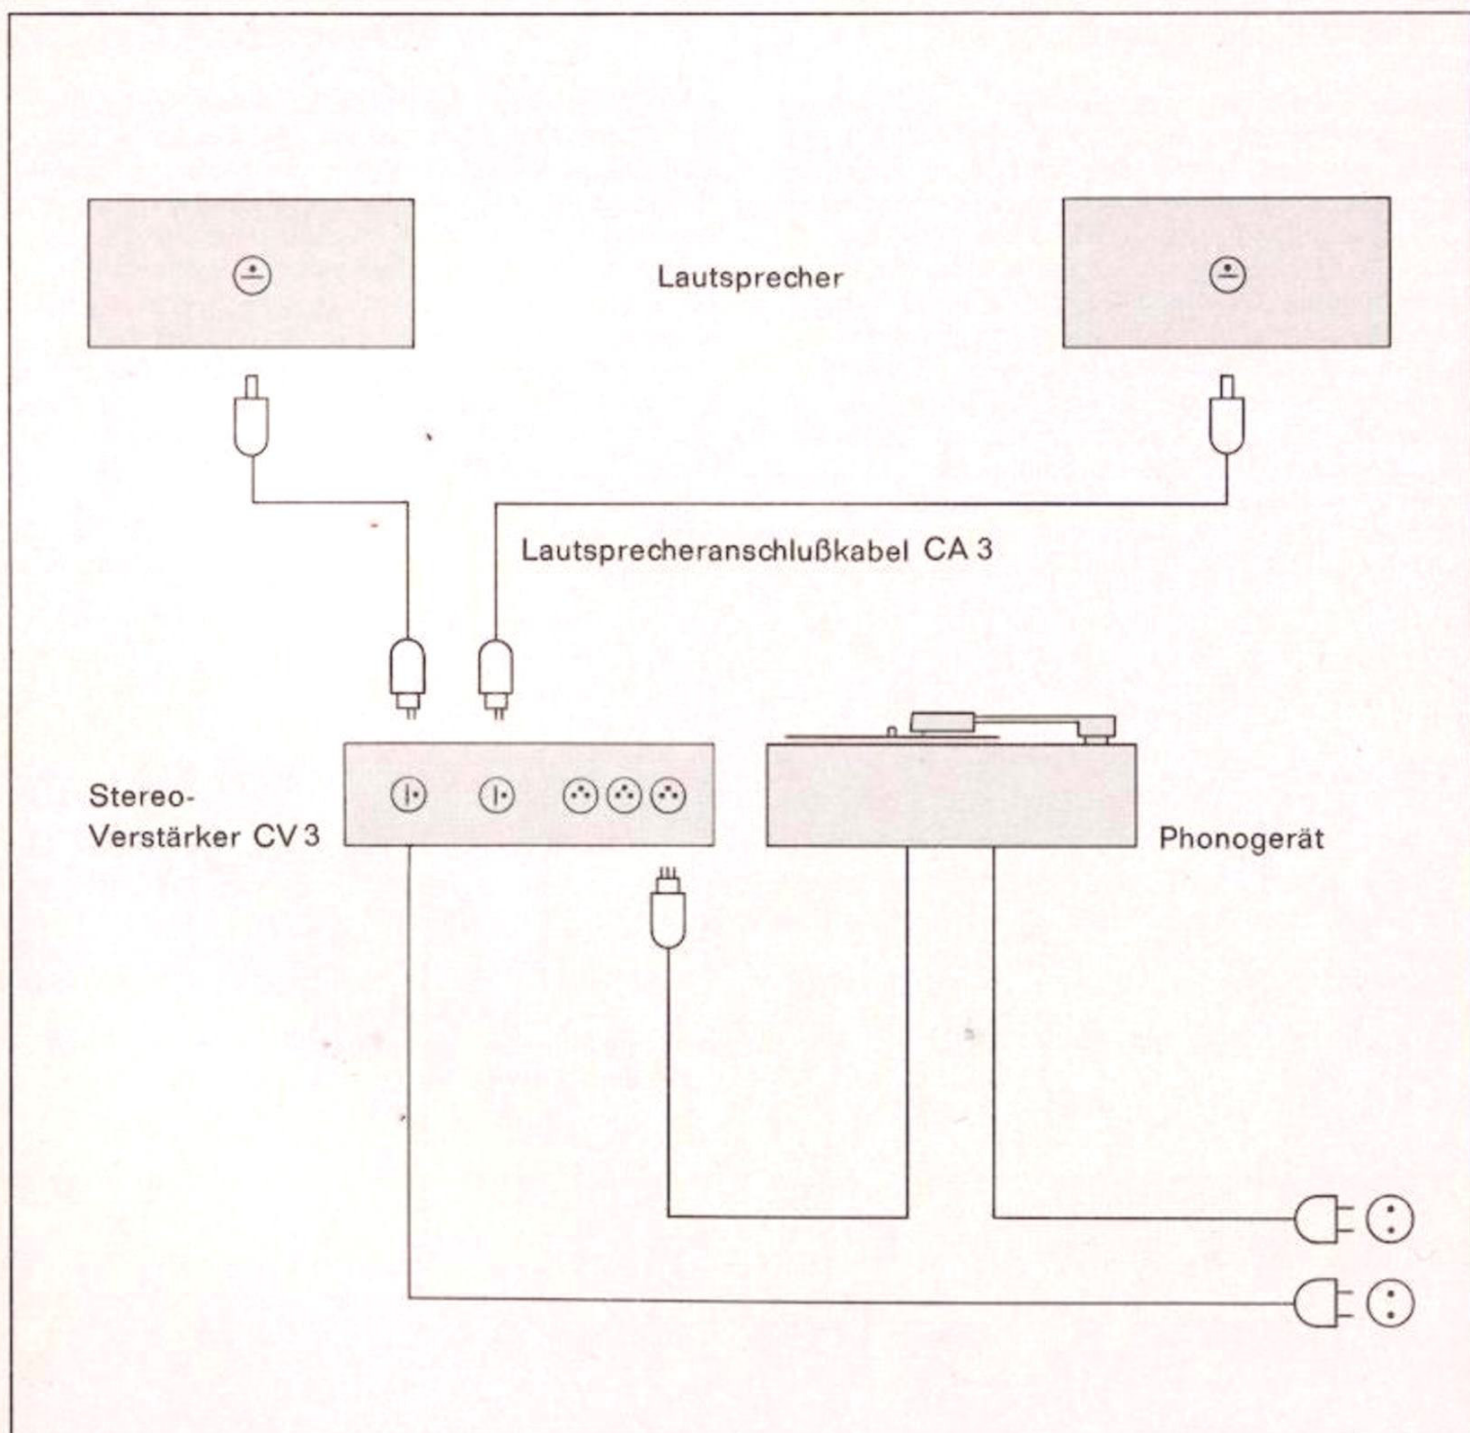 Lautsprecher
Lautsprecheranschlußkabel CA 3
Stereo-
Verstärker CV 3
Phonogerät